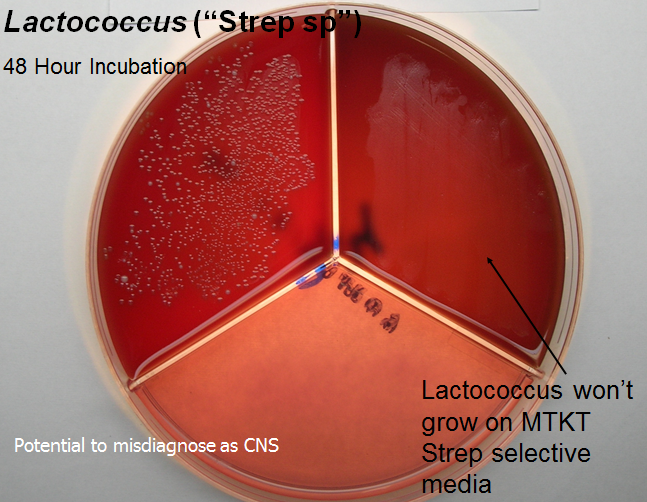 Lactococcus (“Strep sp”)
48 Hour Incubation
Lactococcus won’t
grow on MTKT
Strep selective
media
Potential to misdiagnose as CNS